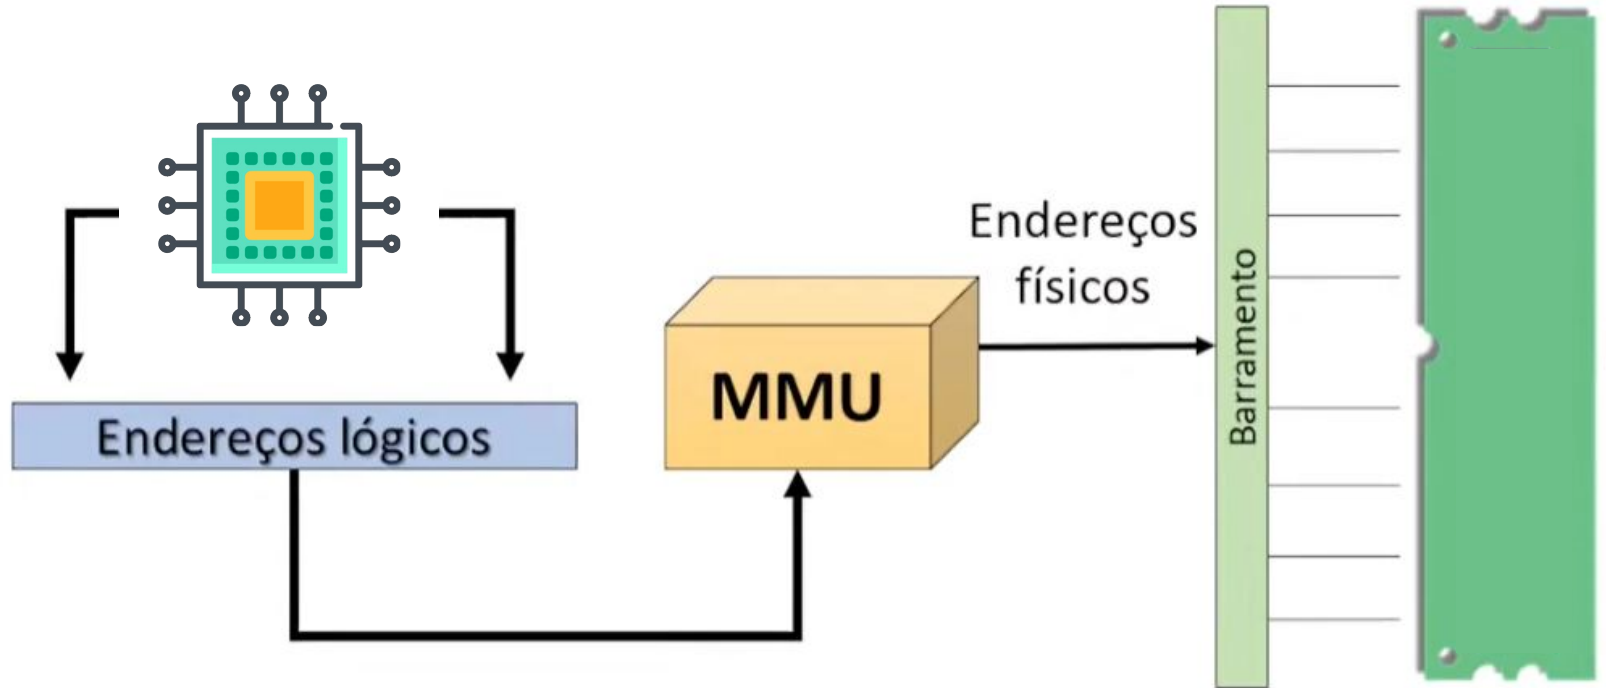 Endereços lógicos
MMU
Endereços
físicos
Barramento